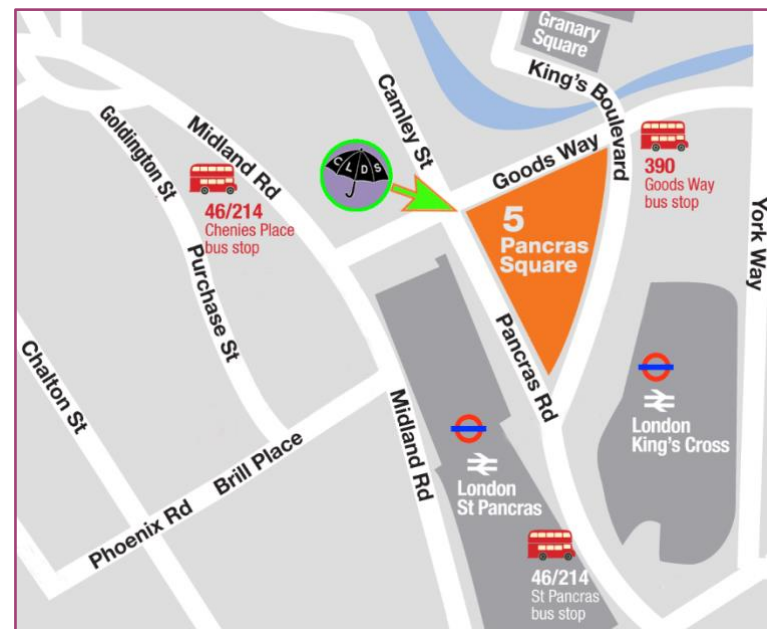 Granary
Square
King's Boulevard
Camley St
Goods Way
Midland Rd
Goldington St
C L D S
46/214
Chenies Place
bus stop
390
Goods Way
bus stop
5
Pancras
Square
York Way
Purchase St
Pancras Rd
Chalton St
Midland Rd
London
King's Cross
London
St Pancras
Brill Place
Phoenix Rd
46/214
St Pancras
bus stop